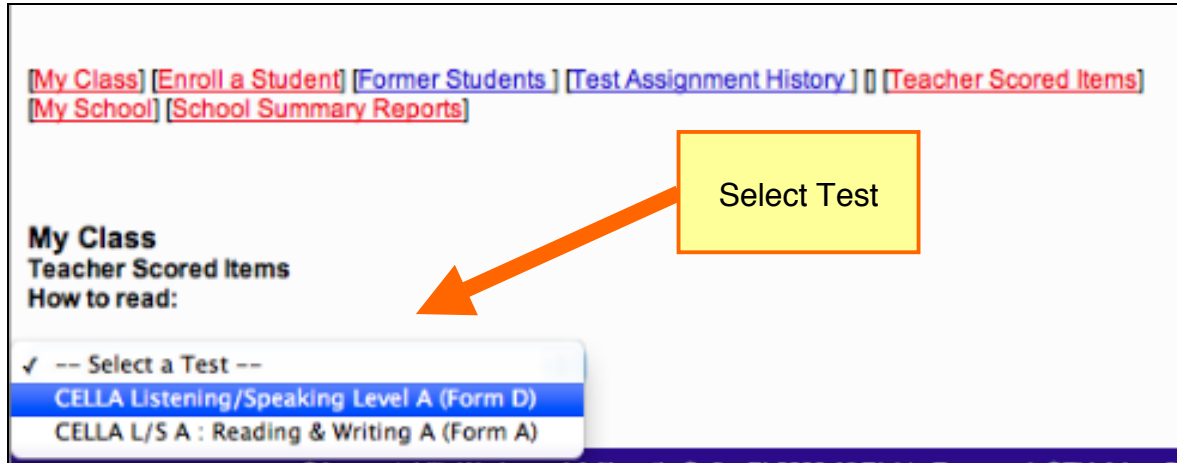 [My Class] [Enroll a Student] [Former Students ] [Test Assignment History ] [] [Teacher Scored Items]
[My School] [School Summary Reports]
Select Test
My Class
Teacher Scored Items
How to read:
✓ -- Select a Test --
CELLA Listening/Speaking Level A (Form D)
CELLA L/S A : Reading & Writing A (Form A)